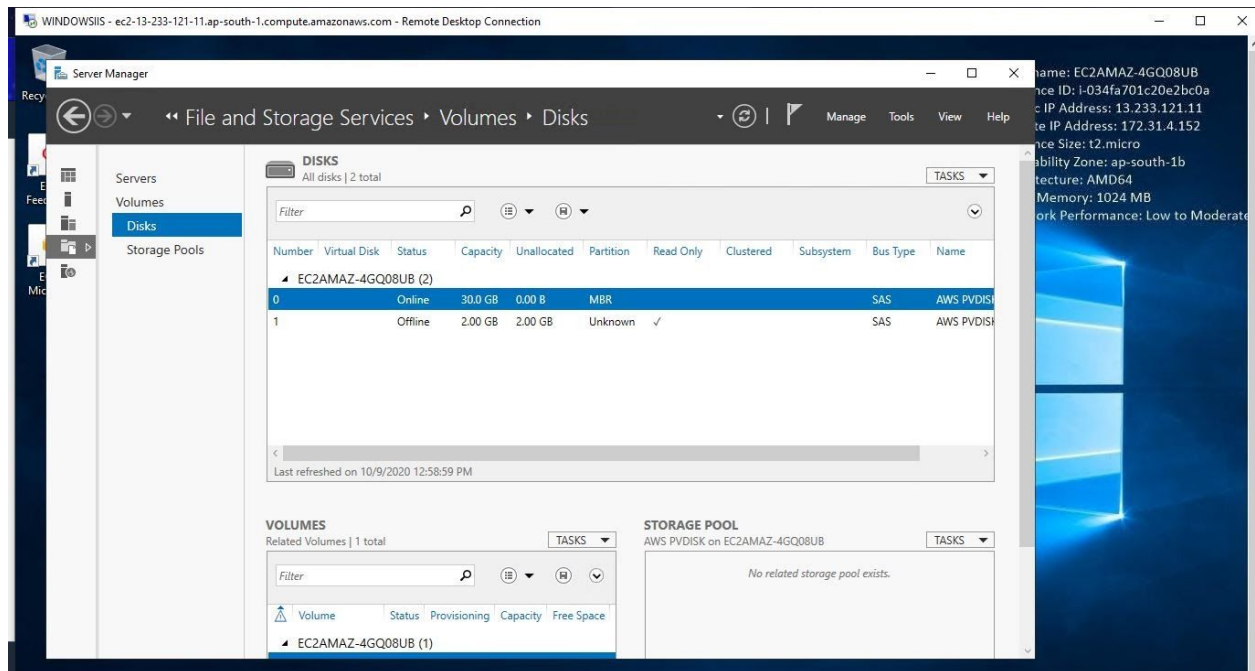 WINDOWSIIS - ec2-13-233-121-11.ap-south-1.compute.amazonaws.com - Remote Desktop Connection
Server Manager
File and Storage Services Volumes Disks
Manage Tools View Help
Servers
Volumes
Disks
Storage Pools
DISKS
All disks | 2 total
TASKS
Filter
Number Virtual Disk Status Capacity Unallocated Partition Read Only Clustered Subsystem Bus Type Name
EC2AMAZ-4GQ08UB (2)
0 Online 30.0 GB 0.00 B MBR SAS AWS PVDISK
1 Offline 2.00 GB 2.00 GB Unknown ✓ SAS AWS PVDISK
Last refreshed on 10/9/2020 12:58:59 PM
VOLUMES
Related Volumes | 1 total
TASKS
Filter
Volume Status Provisioning Capacity Free Space
EC2AMAZ-4GQ08UB (1)
STORAGE POOL
AWS PVDISK on EC2AMAZ-4GQ08UB
TASKS
No related storage pool exists.
name: EC2AMAZ-4GQ08UB
ID: i-034fa701c20e2bc0a
IP Address: 13.233.121.11
IP Address: 172.31.4.152
Size: t2.micro
Zone: ap-south-1b
AMD64
Memory: 1024 MB
Performance: Low to Moderate